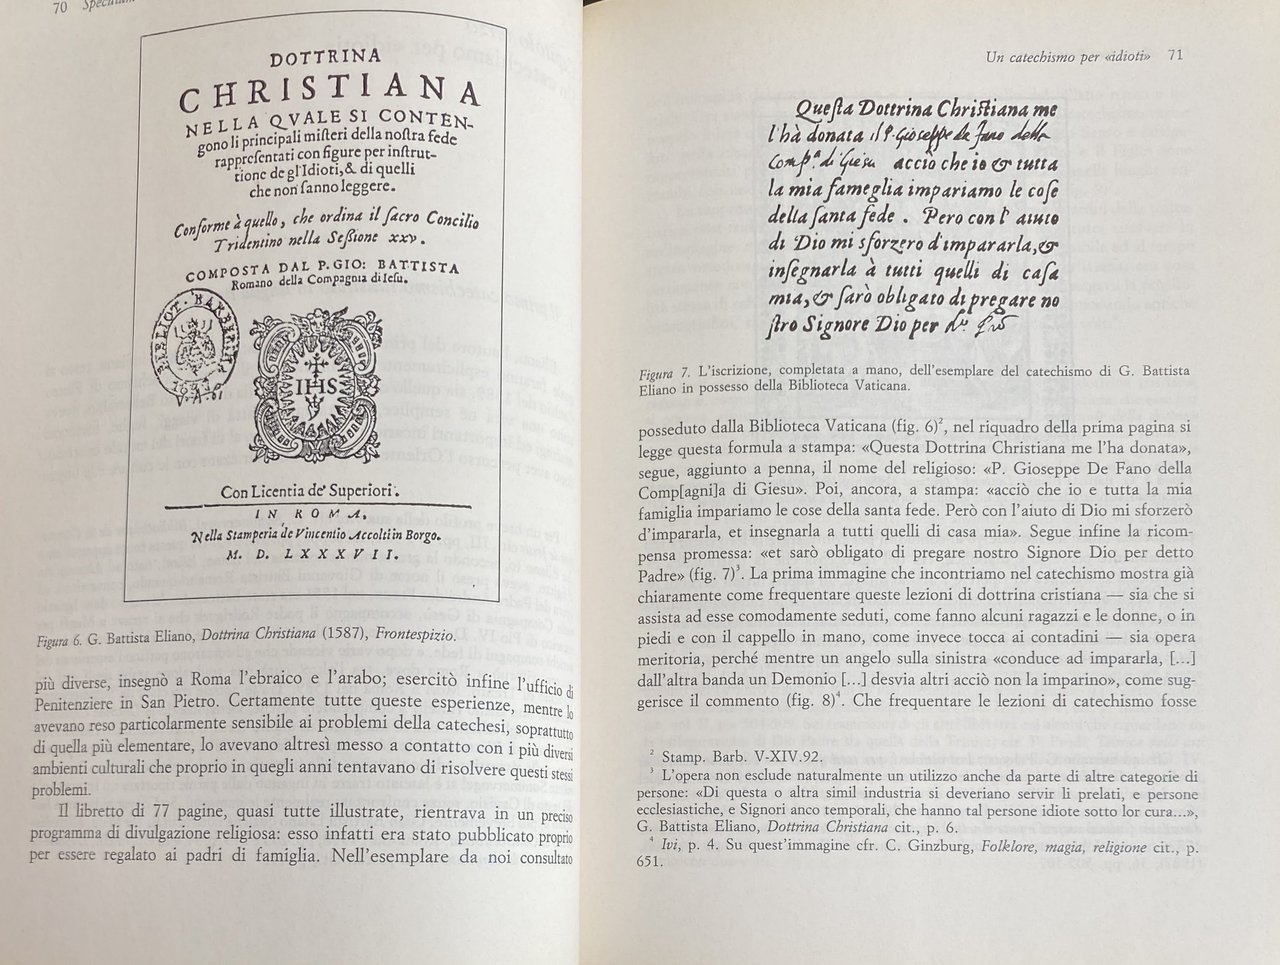 70
DOTTRINA
CHRISTIANA
NELLA QVALE SI CONTEN-
gono li principali misteri della nostra fede
rappresentati con figure per instrut-
tione de gl'Idioti, & di quelli
che non sanno leggere.
Conforme à quello, che ordina il sacro Concilio
Tridentino nella Sessione xxv.
COMPOSTA DAL P. GIO: BATTISTA
Romano della Compagnia di Iesu.
BIBLIOT. BARBERINA
V.A.61
IHS
Con Licentia de' Superiori.
IN ROMA,
Nella Stamperia de Vincentio Accolti in Borgo.
M. D. LXXXVII.
Figura 6. G. Battista Eliano, Dottrina Christiana (1587), Frontespizio.
più diverse, insegnò a Roma l'ebraico e l'arabo; esercitò infine l'ufficio di
Penitenziere in San Pietro. Certamente tutte queste esperienze, mentre lo
avevano reso particolarmente sensibile ai problemi della catechesi, soprattutto
di quella più elementare, lo avevano altresì messo a contatto con i più diversi
ambienti culturali che proprio in quegli anni tentavano di risolvere questi stessi
problemi.
Il libretto di 77 pagine, quasi tutte illustrate, rientrava in un preciso
programma di divulgazione religiosa: esso infatti era stato pubblicato proprio
per essere regalato ai padri di famiglia. Nell'esemplare da noi consultato
Un catechismo per «idioti» 71
Questa Dottrina Christiana me
l'hà donata il P. Gioseppe de Fano della
Comp.ª di Giesu acciò che io & tutta
la mia fameglia impariamo le cose
della santa fede . Pero con l' aiuto
di Dio mi sforzero d'impararla, &
insegnarla à tutti quelli di casa
mia, & sarò obligato di pregare no
stro Signore Dio per
Figura 7. L'iscrizione, completata a mano, dell'esemplare del catechismo di G. Battista
Eliano in possesso della Biblioteca Vaticana.
posseduto dalla Biblioteca Vaticana (fig. 6)², nel riquadro della prima pagina si
legge questa formula a stampa: «Questa Dottrina Christiana me l'ha donata»,
segue, aggiunto a penna, il nome del religioso: «P. Gioseppe De Fano della
Comp[agni]a di Giesu». Poi, ancora, a stampa: «acciò che io e tutta la mia
famiglia impariamo le cose della santa fede. Però con l'aiuto di Dio mi sforzerò
d'impararla, et insegnarla a tutti quelli di casa mia». Segue infine la ricom-
pensa promessa: «et sarò obligato di pregare nostro Signore Dio per detto
Padre» (fig. 7)³. La prima immagine che incontriamo nel catechismo mostra già
chiaramente come frequentare queste lezioni di dottrina cristiana — sia che si
assista ad esse comodamente seduti, come fanno alcuni ragazzi e le donne, o in
piedi e con il cappello in mano, come invece tocca ai contadini — sia opera
meritoria, perché mentre un angelo sulla sinistra «conduce ad impararla, [...]
dall'altra banda un Demonio [...] desvia altri acciò non la imparino», come sug-
gerisce il commento (fig. 8)⁴. Che frequentare le lezioni di catechismo fosse
² Stamp. Barb. V-XIV.92.
³ L'opera non esclude naturalmente un utilizzo anche da parte di altre categorie di
persone: «Di questa o altra simil industria si deveriano servir li prelati, e persone
ecclesiastiche, e Signori anco temporali, che hanno tal persone idiote sotto lor cura...»,
G. Battista Eliano, Dottrina Christiana cit., p. 6.
⁴ Ivi, p. 4. Su quest'immagine cfr. C. Ginzburg, Folklore, magia, religione cit., p.
651.